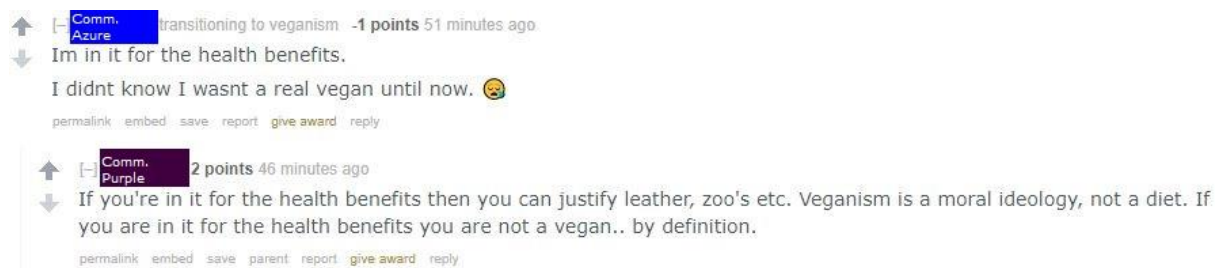 [–] Comm. Azure transitioning to veganism -1 points 51 minutes ago
Im in it for the health benefits.
I didnt know I wasnt a real vegan until now. 😪
permalink embed save report give award reply
[–] Comm. Purple 2 points 46 minutes ago
If you're in it for the health benefits then you can justify leather, zoo's etc. Veganism is a moral ideology, not a diet. If
you are in it for the health benefits you are not a vegan.. by definition.
permalink embed save parent report give award reply